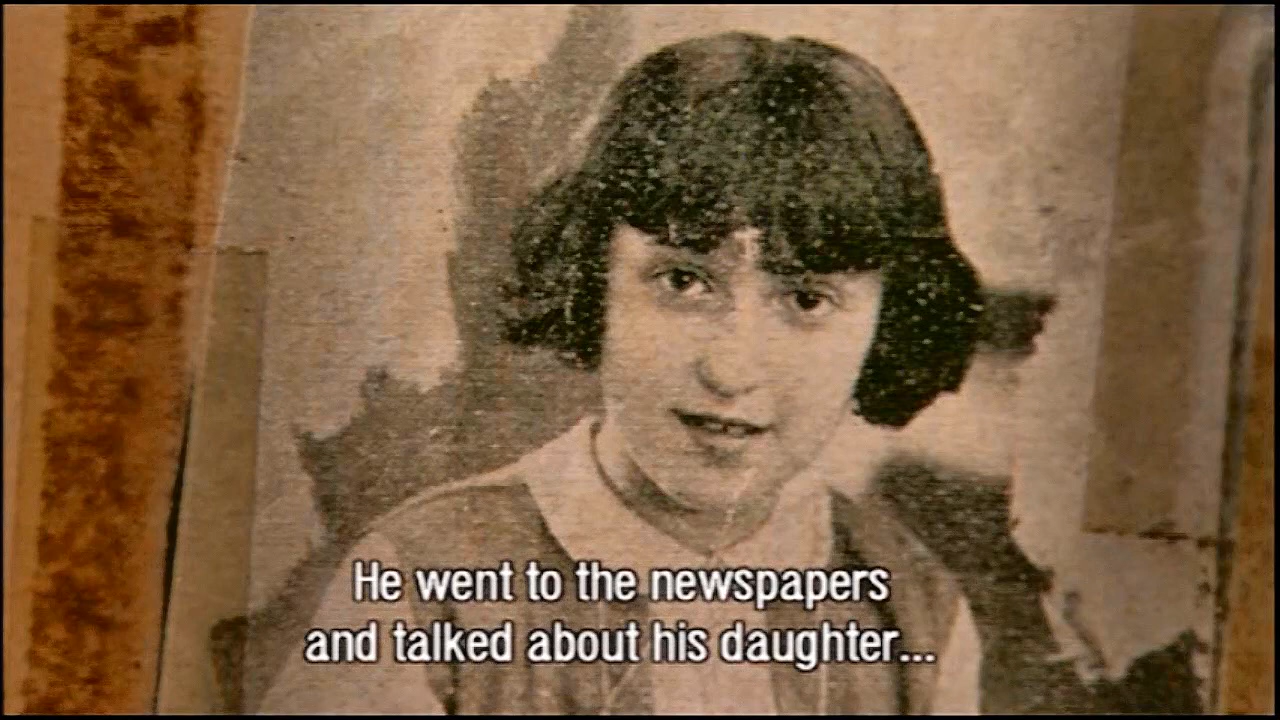 He went to the newspapers
and talked about his daughter...